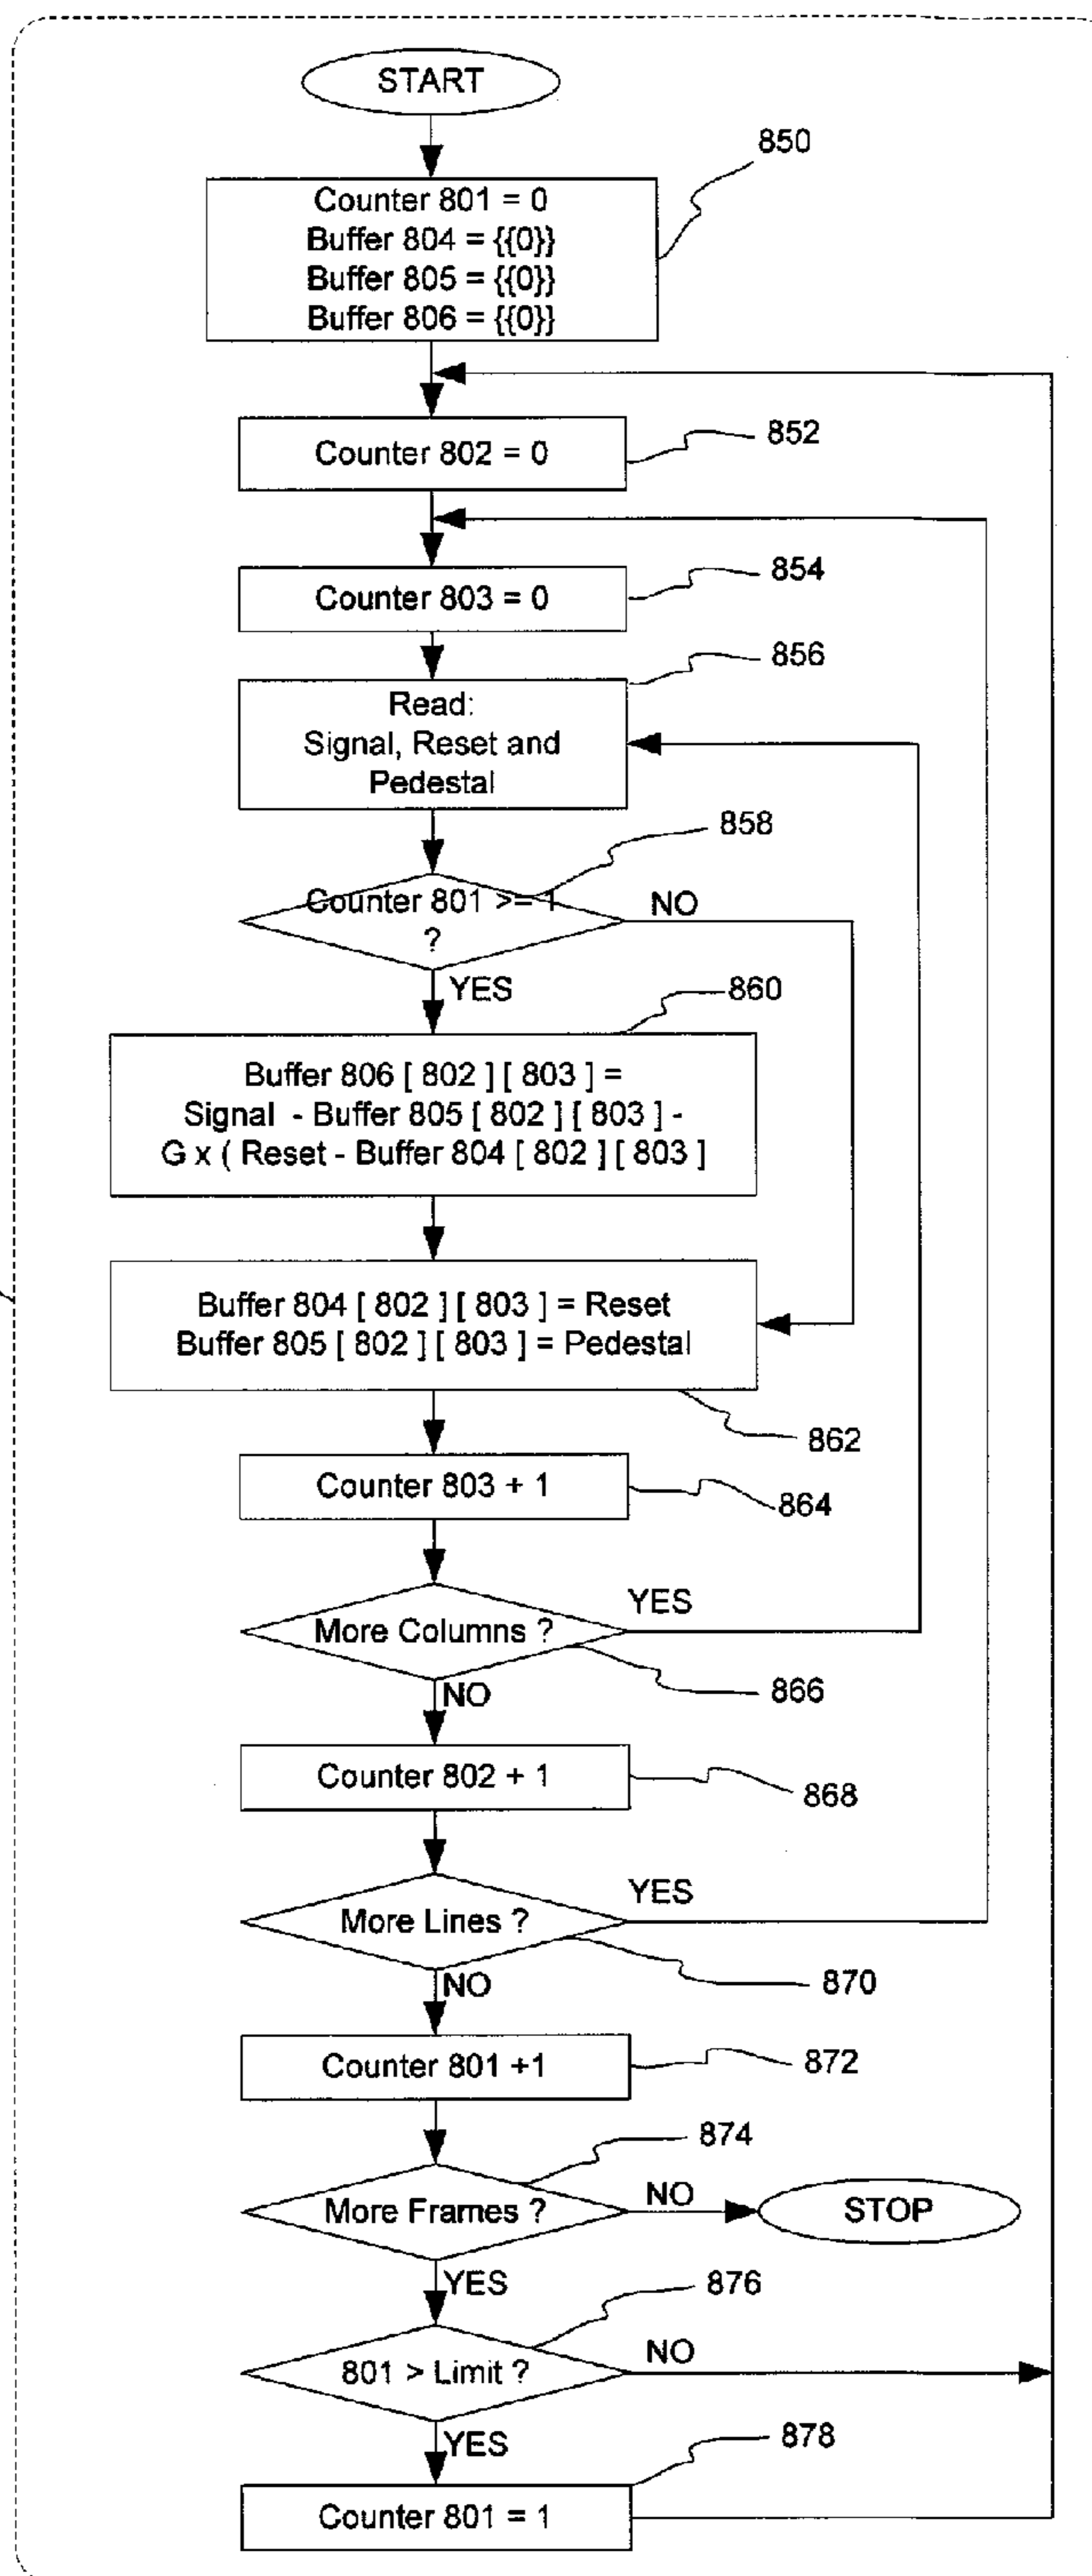 START
850
Counter 801 = 0
Buffer 804 = {{0}}
Buffer 805 = {{0}}
Buffer 806 = {{0}}
Counter 802 = 0
852
Counter 803 = 0
854
856
Read:
Signal, Reset and
Pedestal
858
Counter 801 >= 1
?
NO
YES
860
Buffer 806 [ 802 ] [ 803 ] =
Signal - Buffer 805 [ 802 ] [ 803 ] -
G x ( Reset - Buffer 804 [ 802 ] [ 803 ]
Buffer 804 [ 802 ] [ 803 ] = Reset
Buffer 805 [ 802 ] [ 803 ] = Pedestal
862
Counter 803 + 1
864
More Columns ?
YES
866
NO
Counter 802 + 1
868
More Lines ?
YES
870
NO
Counter 801 +1
872
874
More Frames ?
NO
STOP
YES
876
801 > Limit ?
NO
YES
878
Counter 801 = 1